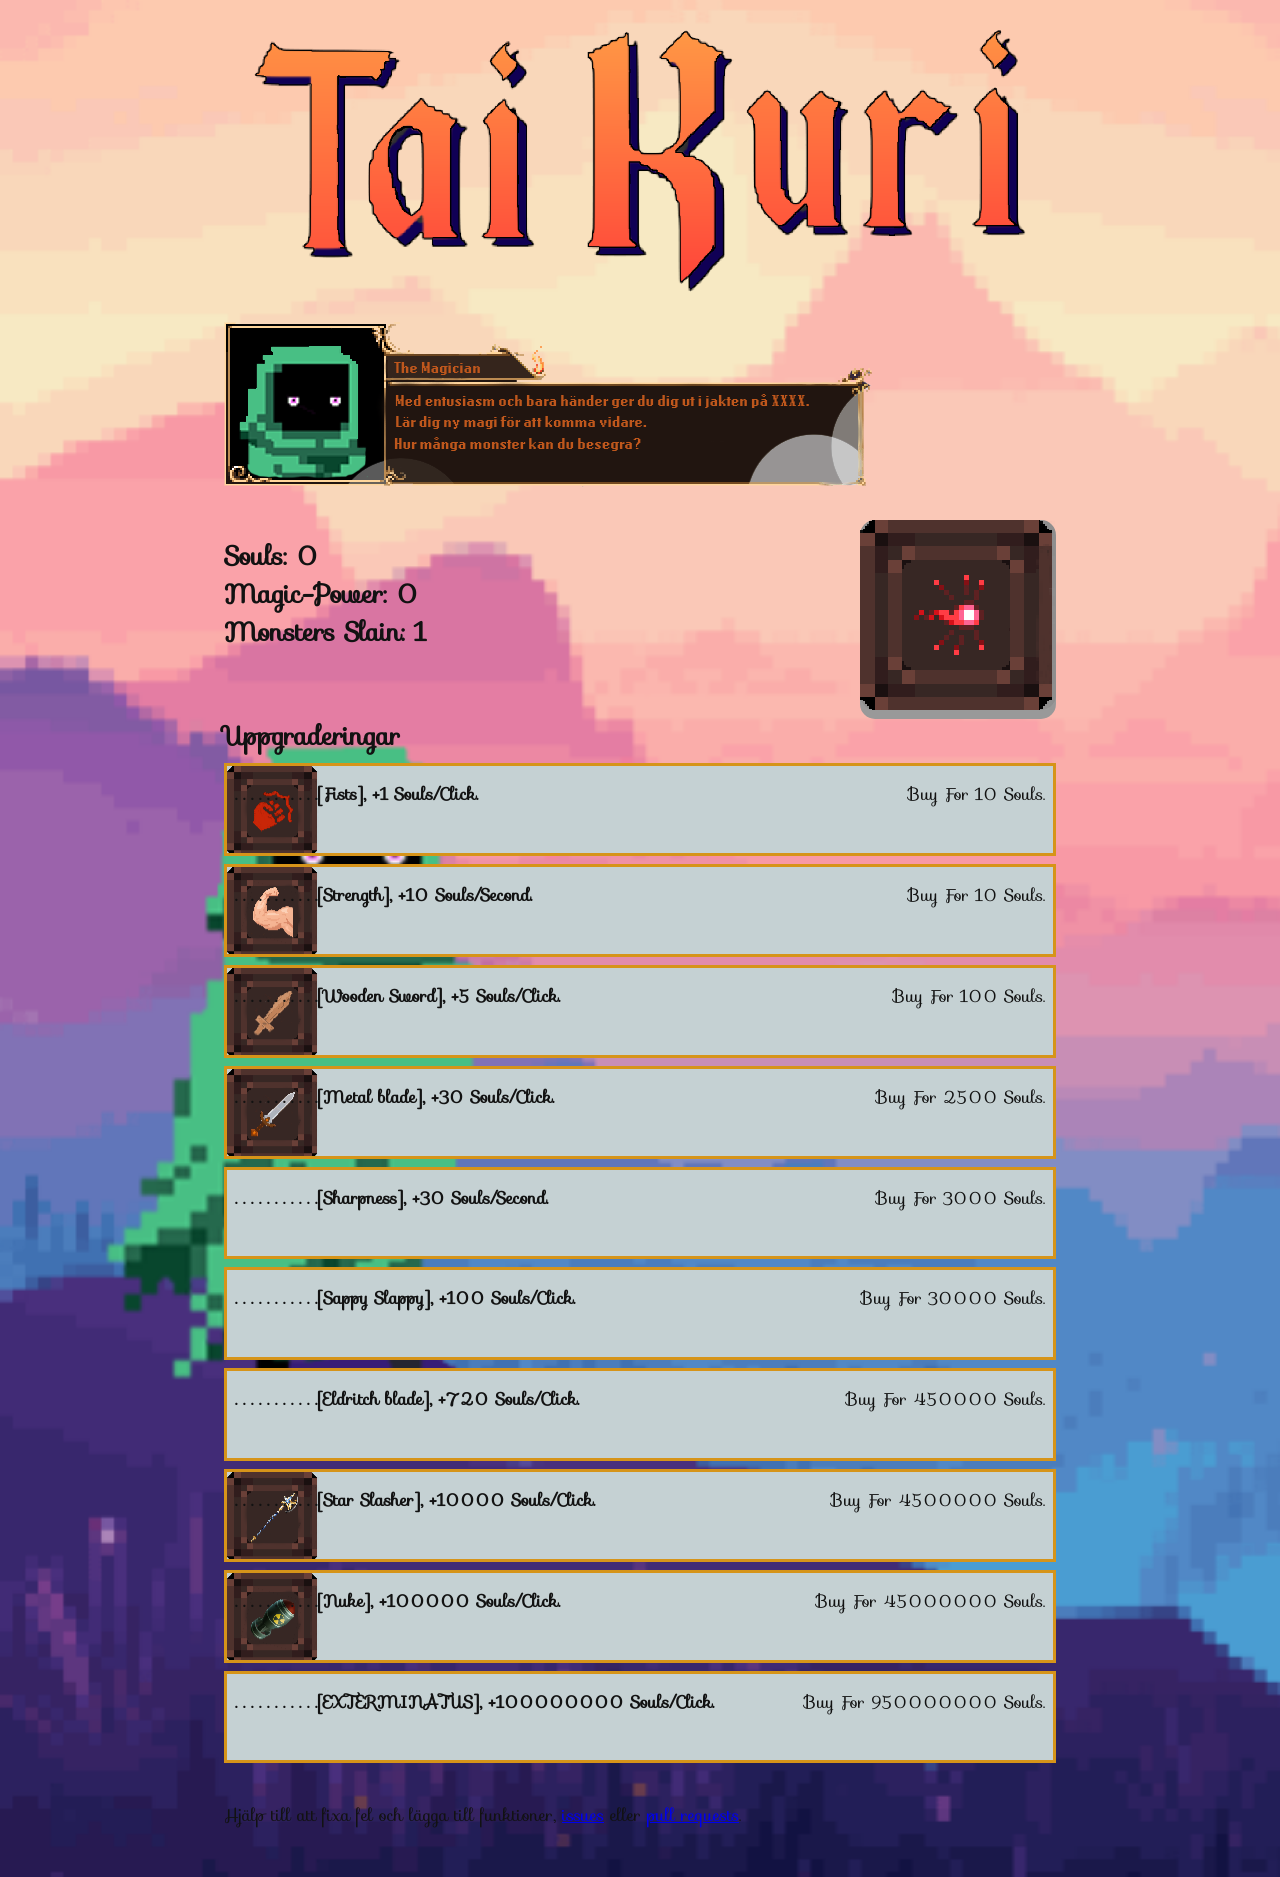 Tai Kuri
The Magician
Med entusiasm och bara händer ger du dig ut i jakten på XXXX.
Lär dig ny magi för att komma vidare.
Hur många monster kan du besegra?
Souls: 0
Magic-Power: 0
Monsters Slain: 1
Uppgraderingar
...........[Fists], +1 Souls/Click. Buy For 10 Souls.
...........[Strength], +10 Souls/Second. Buy For 10 Souls.
...........[Wooden Sword], +5 Souls/Click. Buy For 100 Souls.
...........[Metal blade], +30 Souls/Click. Buy For 2500 Souls.
...........[Sharpness], +30 Souls/Second. Buy For 3000 Souls.
...........[Sappy Slappy], +100 Souls/Click. Buy For 30000 Souls.
...........[Eldritch blade], +720 Souls/Click. Buy For 450000 Souls.
...........[Star Slasher], +10000 Souls/Click. Buy For 4500000 Souls.
...........[Nuke], +100000 Souls/Click. Buy For 45000000 Souls.
...........[EXTERMINATUS], +100000000 Souls/Click. Buy For 950000000 Souls.
Hjälp till att fixa fel och lägga till funktioner, issues eller pull requests.